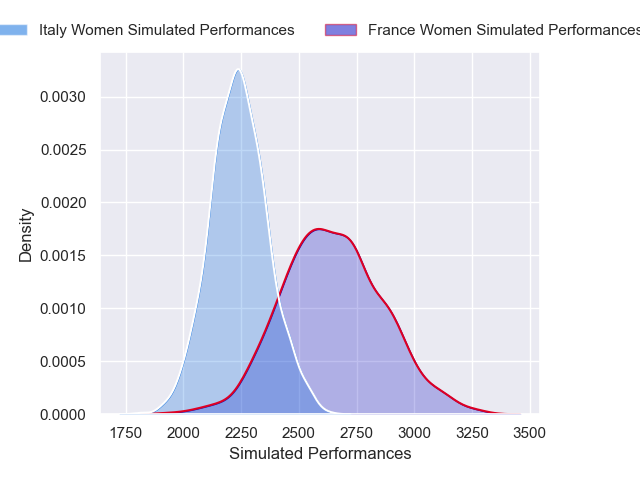 Italy Women Simulated Performances France Women Simulated Performances
0.0030
0.0025
0.0020
0.0015
0.0010
0.0005
0.0000
Density
1750 2000 2250 2500 2750 3000 3250 3500
Simulated Performances